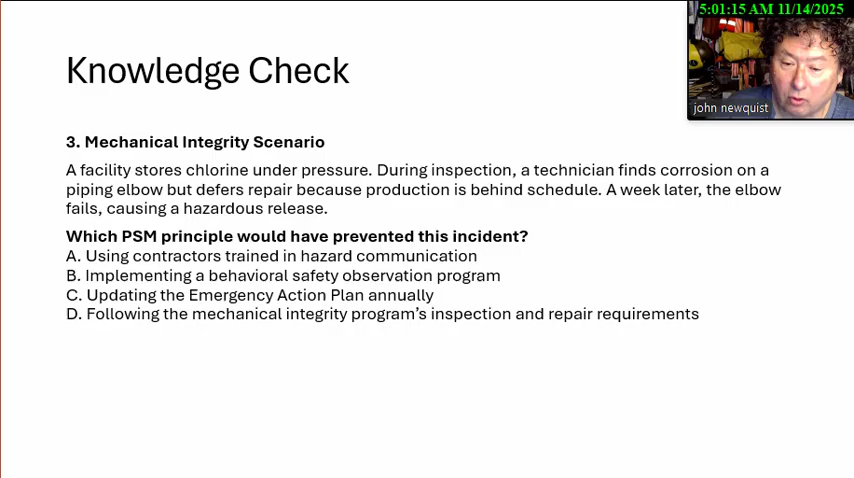 5:01:15 AM 11/14/2025
john newquist
Knowledge Check
3. Mechanical Integrity Scenario
A facility stores chlorine under pressure. During inspection, a technician finds corrosion on a
piping elbow but defers repair because production is behind schedule. A week later, the elbow
fails, causing a hazardous release.
Which PSM principle would have prevented this incident?
A. Using contractors trained in hazard communication
B. Implementing a behavioral safety observation program
C. Updating the Emergency Action Plan annually
D. Following the mechanical integrity program’s inspection and repair requirements